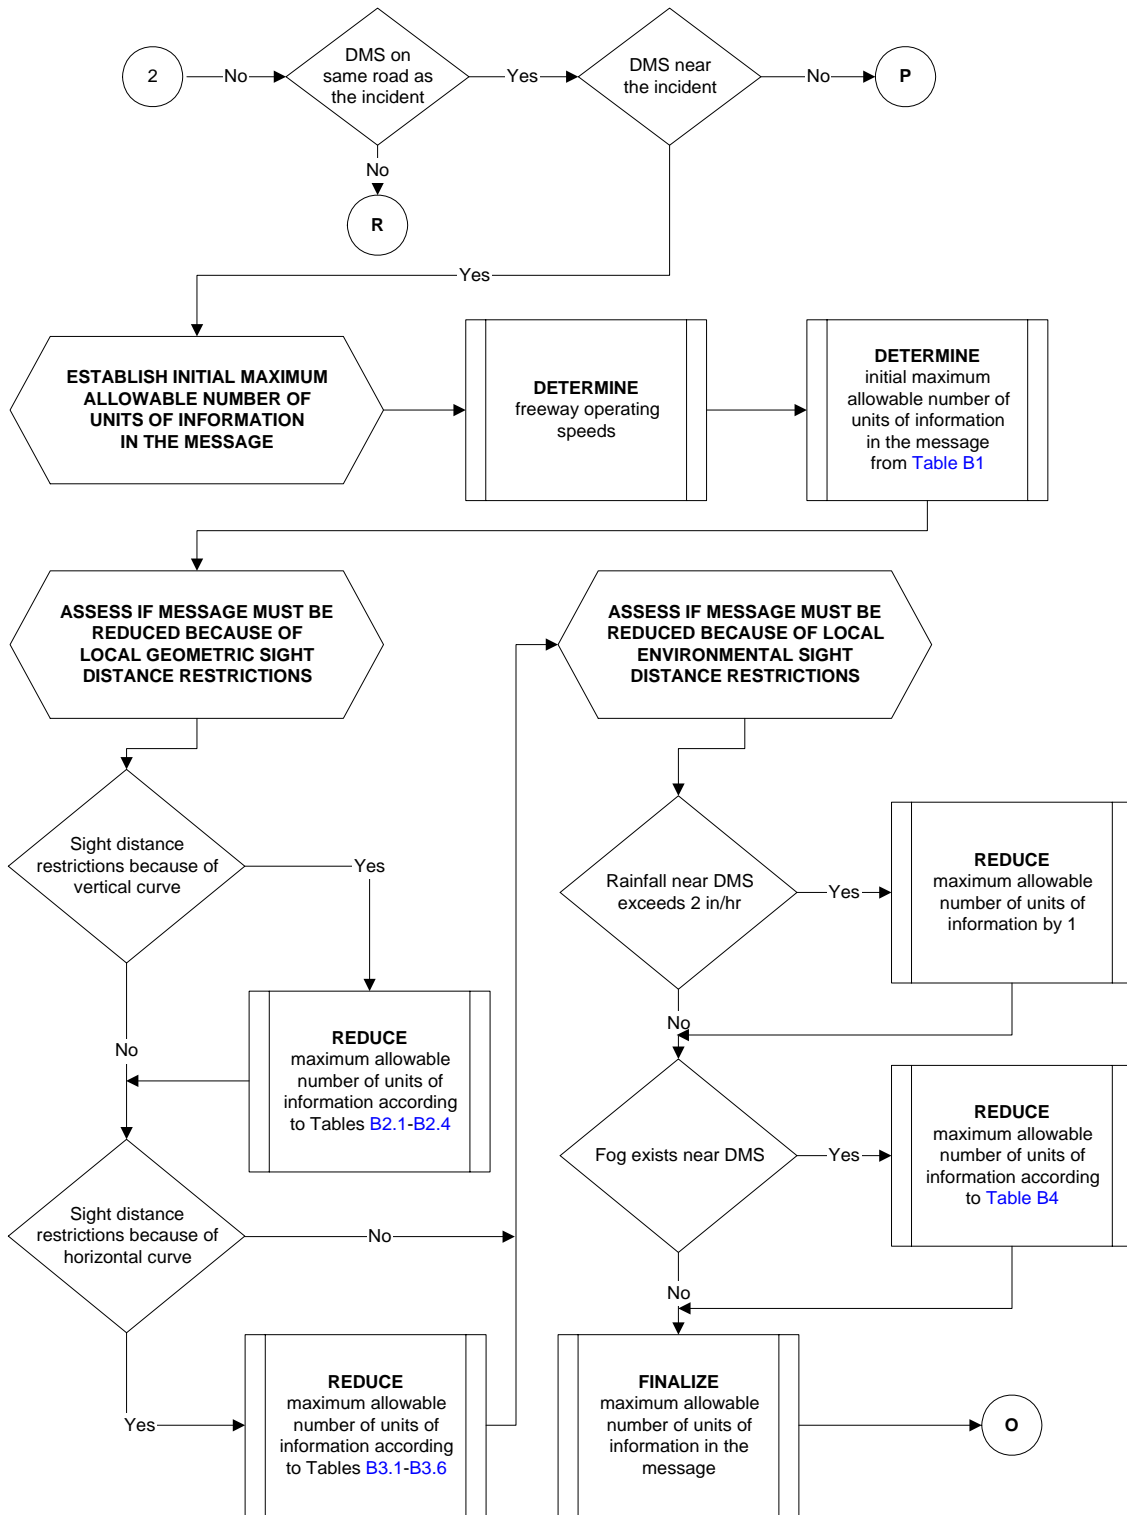 2
No
DMS on
same road as
the incident
Yes
DMS near
the incident
No
P
No
R
Yes
ESTABLISH INITIAL MAXIMUM
ALLOWABLE NUMBER OF
UNITS OF INFORMATION
IN THE MESSAGE
DETERMINE
freeway operating
speeds
DETERMINE
initial maximum
allowable number of
units of information
in the message
from Table B1
ASSESS IF MESSAGE MUST BE
REDUCED BECAUSE OF
LOCAL GEOMETRIC SIGHT
DISTANCE RESTRICTIONS
ASSESS IF MESSAGE MUST BE
REDUCED BECAUSE OF LOCAL
ENVIRONMENTAL SIGHT
DISTANCE RESTRICTIONS
Sight distance
restrictions because of
vertical curve
Yes
No
REDUCE
maximum allowable
number of units of
information according
to Tables B2.1-B2.4
Sight distance
restrictions because of
horizontal curve
No
Yes
REDUCE
maximum allowable
number of units of
information according
to Tables B3.1-B3.6
Rainfall near DMS
exceeds 2 in/hr
Yes
REDUCE
maximum allowable
number of units of
information by 1
No
Fog exists near DMS
Yes
REDUCE
maximum allowable
number of units of
information according
to Table B4
No
FINALIZE
maximum allowable
number of units of
information in the
message
O